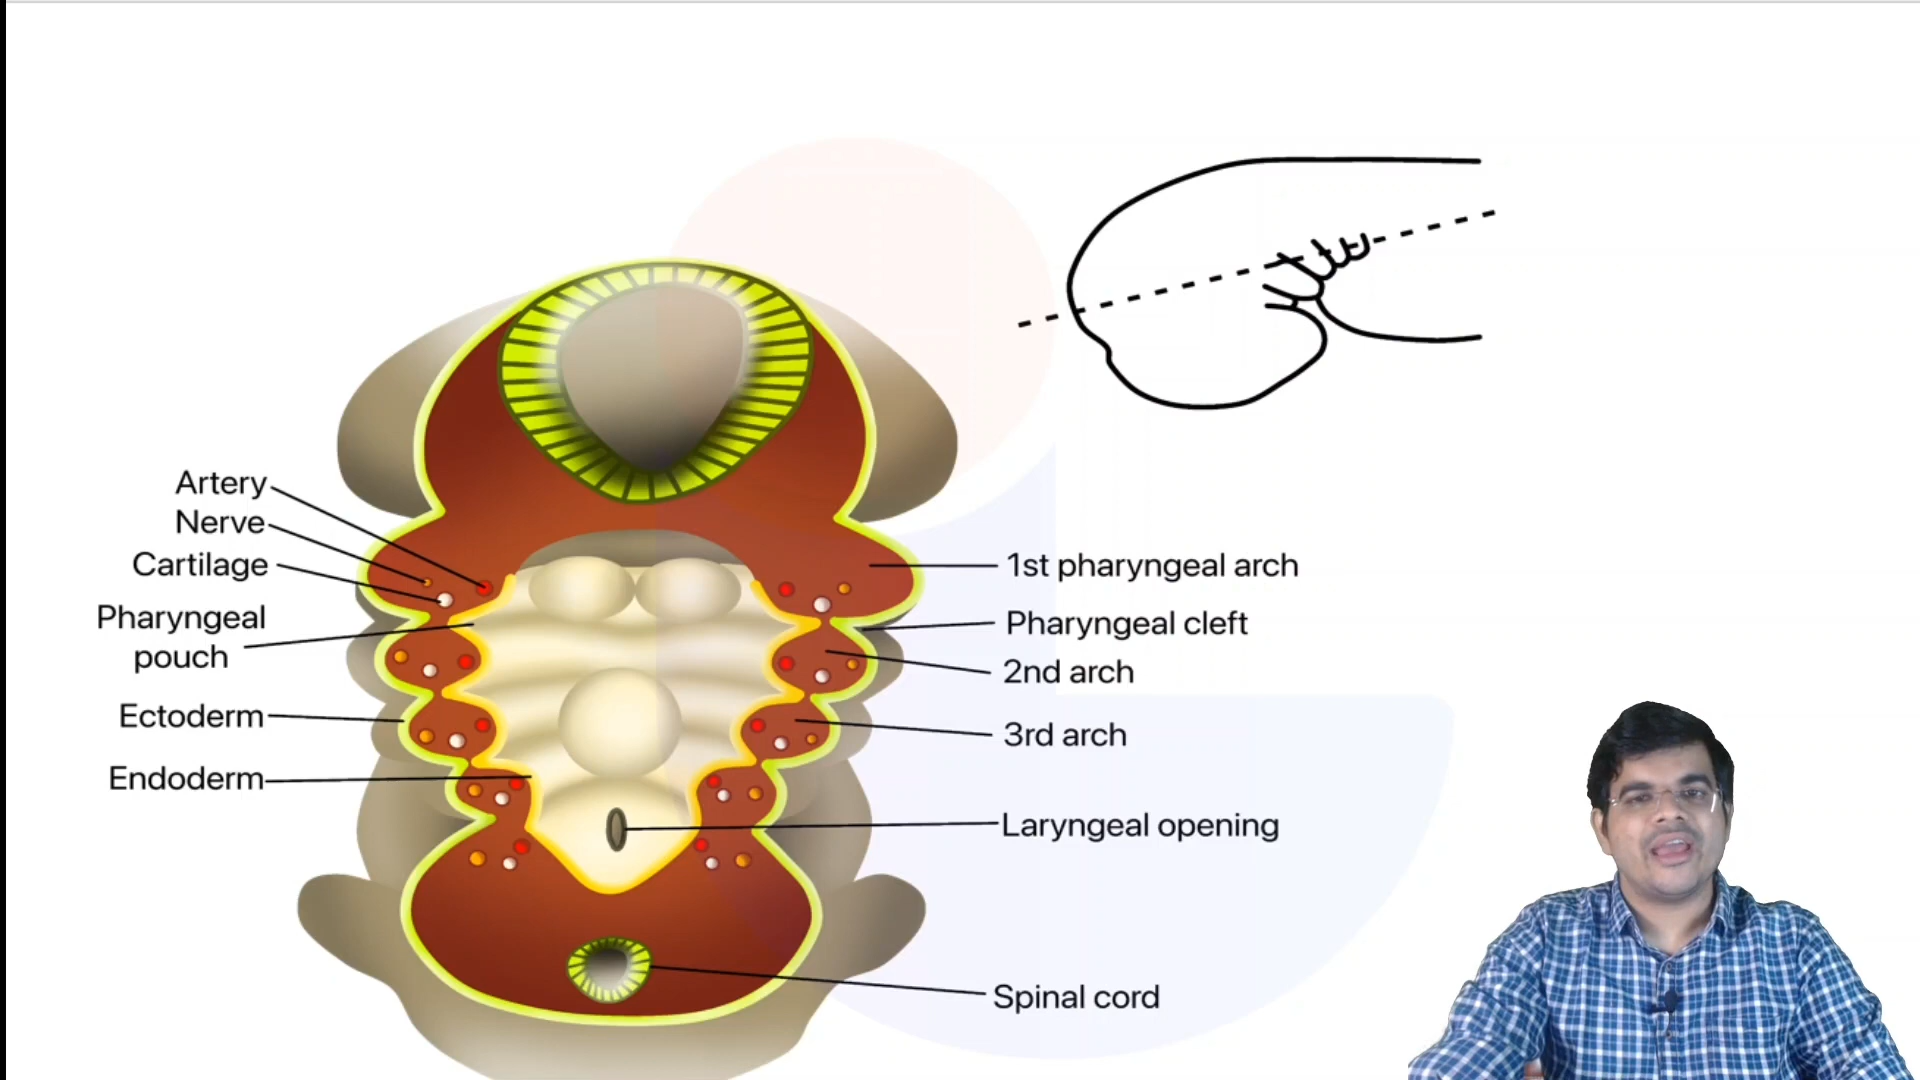 Artery
Nerve
Cartilage
Pharyngeal
pouch
Ectoderm
Endoderm
1st pharyngeal arch
Pharyngeal cleft
2nd arch
3rd arch
Laryngeal opening
Spinal cord